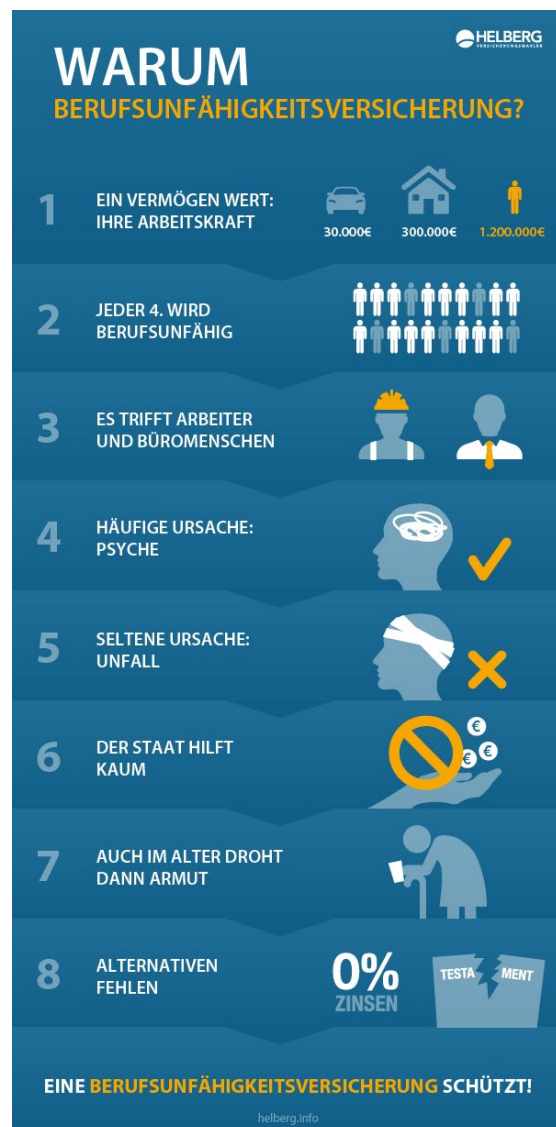 HELBERG
VERSICHERUNGSMAKLER
WARUM
BERUFSUNFÄHIGKEITSVERSICHERUNG?
1
EIN VERMÖGEN WERT:
IHRE ARBEITSKRAFT
30.000€ 300.000€ 1.200.000€
2
JEDER 4. WIRD
BERUFSUNFÄHIG
3
ES TRIFFT ARBEITER
UND BÜROMENSCHEN
4
HÄUFIGE URSACHE:
PSYCHE
5
SELTENE URSACHE:
UNFALL
6
DER STAAT HILFT
KAUM
€
€ €
7
AUCH IM ALTER DROHT
DANN ARMUT
8
ALTERNATIVEN
FEHLEN
0%
ZINSEN
TESTA MENT
EINE BERUFSUNFÄHIGKEITSVERSICHERUNG SCHÜTZT!
helberg.info